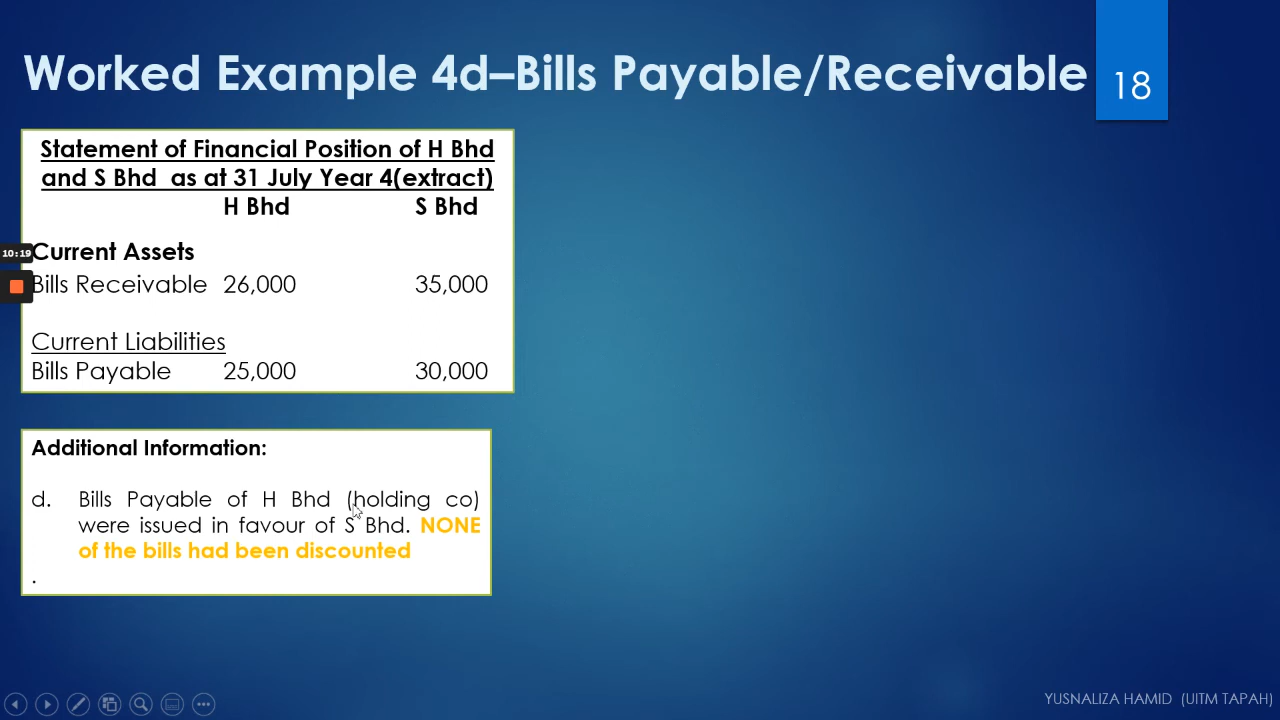 Worked Example 4d–Bills Payable/Receivable
18
Statement of Financial Position of H Bhd
and S Bhd as at 31 July Year 4(extract)
H Bhd S Bhd
10:19
Current Assets
Bills Receivable 26,000 35,000
Current Liabilities
Bills Payable 25,000 30,000
Additional Information:
d. Bills Payable of H Bhd (holding co)
were issued in favour of S Bhd. NONE
of the bills had been discounted
.
YUSNALIZA HAMID (UITM TAPAH)